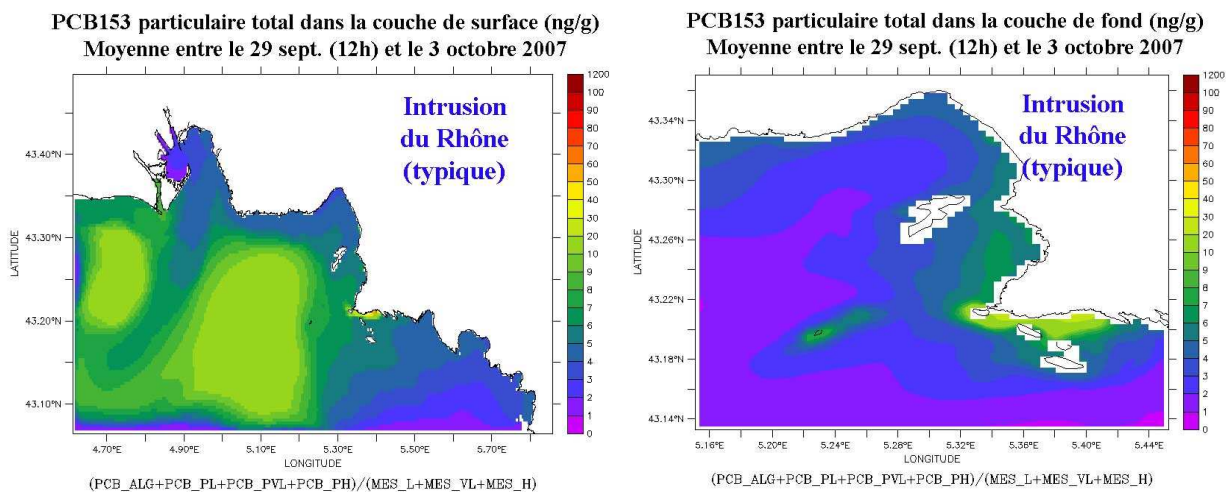 PCB153 particulaire total dans la couche de surface (ng/g)
Moyenne entre le 29 sept. (12h) et le 3 octobre 2007
Intrusion
du Rhône
(typique)
1200
100
90
80
70
60
50
40
30
20
10
9
8
7
6
5
4
3
2
1
0
43.40°N
43.30°N
43.20°N
43.10°N
LATITUDE
4.70°E 4.90°E 5.10°E 5.30°E 5.50°E 5.70°E
LONGITUDE
(PCB_ALG+PCB_PL+PCB_PVL+PCB_PH)/(MES_L+MES_VL+MES_H)
PCB153 particulaire total dans la couche de fond (ng/g)
Moyenne entre le 29 sept. (12h) et le 3 octobre 2007
Intrusion
du Rhône
(typique)
1200
100
90
80
70
60
50
40
30
20
10
9
8
7
6
5
4
3
2
1
0
43.34°N
43.30°N
43.26°N
43.22°N
43.18°N
43.14°N
LATITUDE
5.16°E 5.20°E 5.24°E 5.28°E 5.32°E 5.36°E 5.40°E 5.44°E
LONGITUDE
(PCB_ALG+PCB_PL+PCB_PVL+PCB_PH)/(MES_L+MES_VL+MES_H)